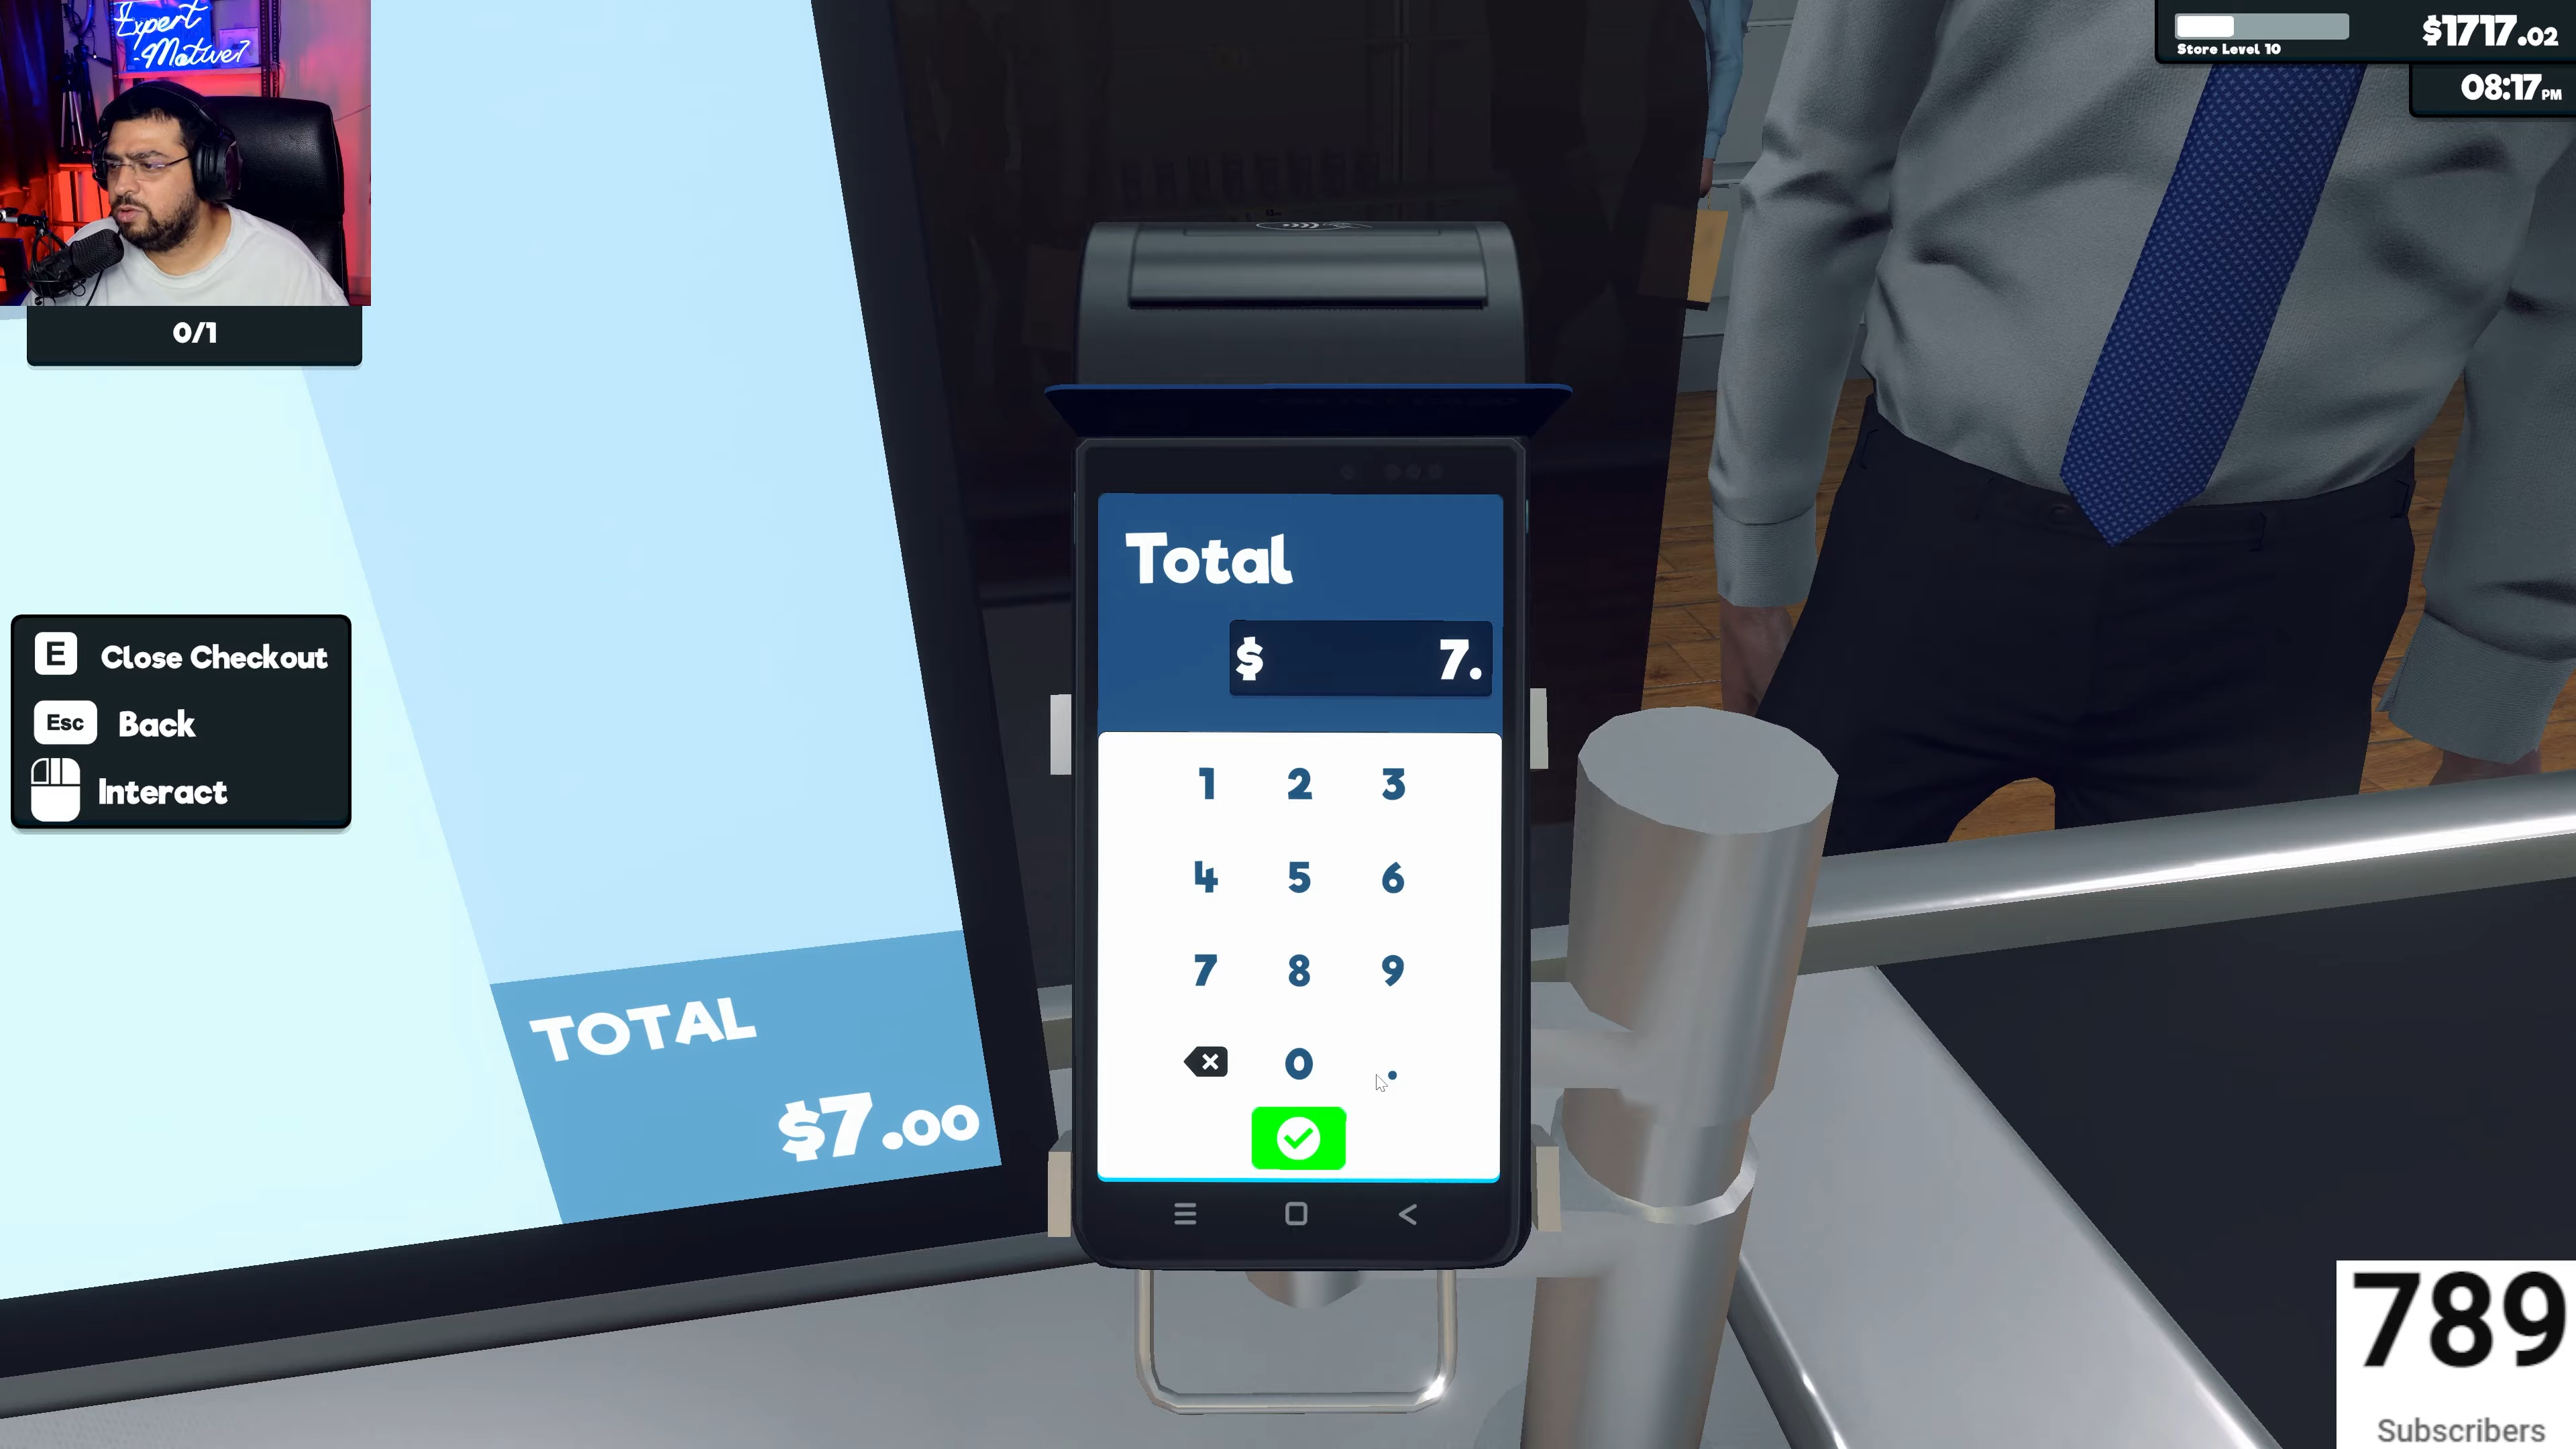 Expert
-Motive7
0/1
Store Level 10
$1717.02
08:17PM
E Close Checkout
Esc Back
Interact
Total
$ 7.
1 2 3
4 5 6
7 8 9
0 .
TOTAL
$7.00
789
Subscribers